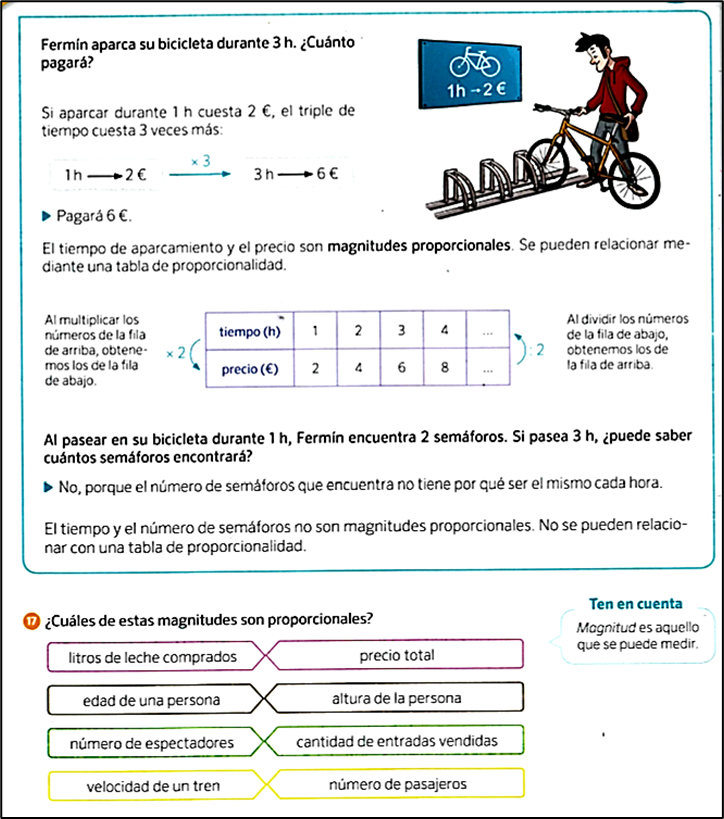 Fermín aparca su bicicleta durante 3 h. ¿Cuánto
pagará?
1h → 2 €
Si aparcar durante 1 h cuesta 2 €, el triple de
tiempo cuesta 3 veces más:
1 h → 2 € × 3 → 3 h → 6 €
Pagará 6 €.
El tiempo de aparcamiento y el precio son magnitudes proporcionales. Se pueden relacionar me-
diante una tabla de proporcionalidad.
Al multiplicar los
números de la fila
de arriba, obtene-
mos los de la fila
de abajo.
× 2
tiempo (h) 1 2 3 4 ...
precio (€) 2 4 6 8 ...
: 2
Al dividir los números
de la fila de abajo,
obtenemos los de
la fila de arriba.
Al pasear en su bicicleta durante 1 h, Fermín encuentra 2 semáforos. Si pasea 3 h, ¿puede saber
cuántos semáforos encontrará?
No, porque el número de semáforos que encuentra no tiene por qué ser el mismo cada hora.
El tiempo y el número de semáforos no son magnitudes proporcionales. No se pueden relacio-
nar con una tabla de proporcionalidad.
17 ¿Cuáles de estas magnitudes son proporcionales?
litros de leche comprados precio total
edad de una persona altura de la persona
número de espectadores cantidad de entradas vendidas
velocidad de un tren número de pasajeros
Ten en cuenta
Magnitud es aquello
que se puede medir.